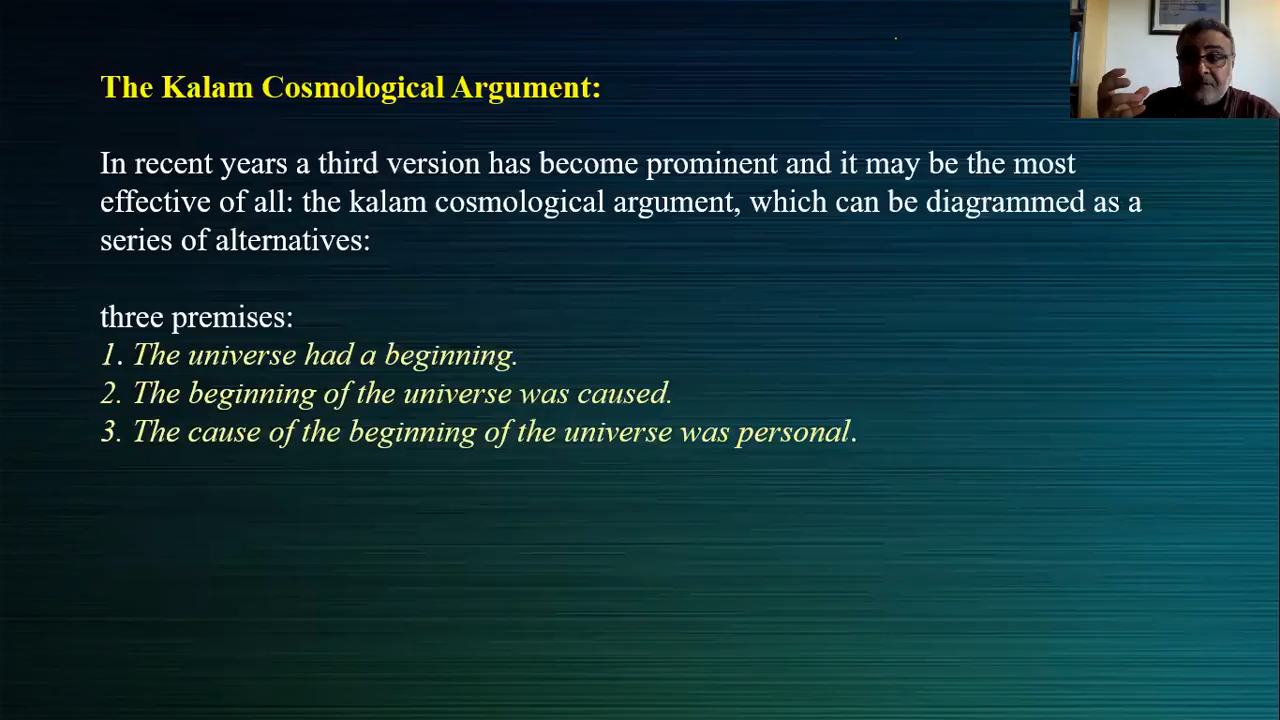 The Kalam Cosmological Argument:
In recent years a third version has become prominent and it may be the most
effective of all: the kalam cosmological argument, which can be diagrammed as a
series of alternatives:
three premises:
1. The universe had a beginning.
2. The beginning of the universe was caused.
3. The cause of the beginning of the universe was personal.